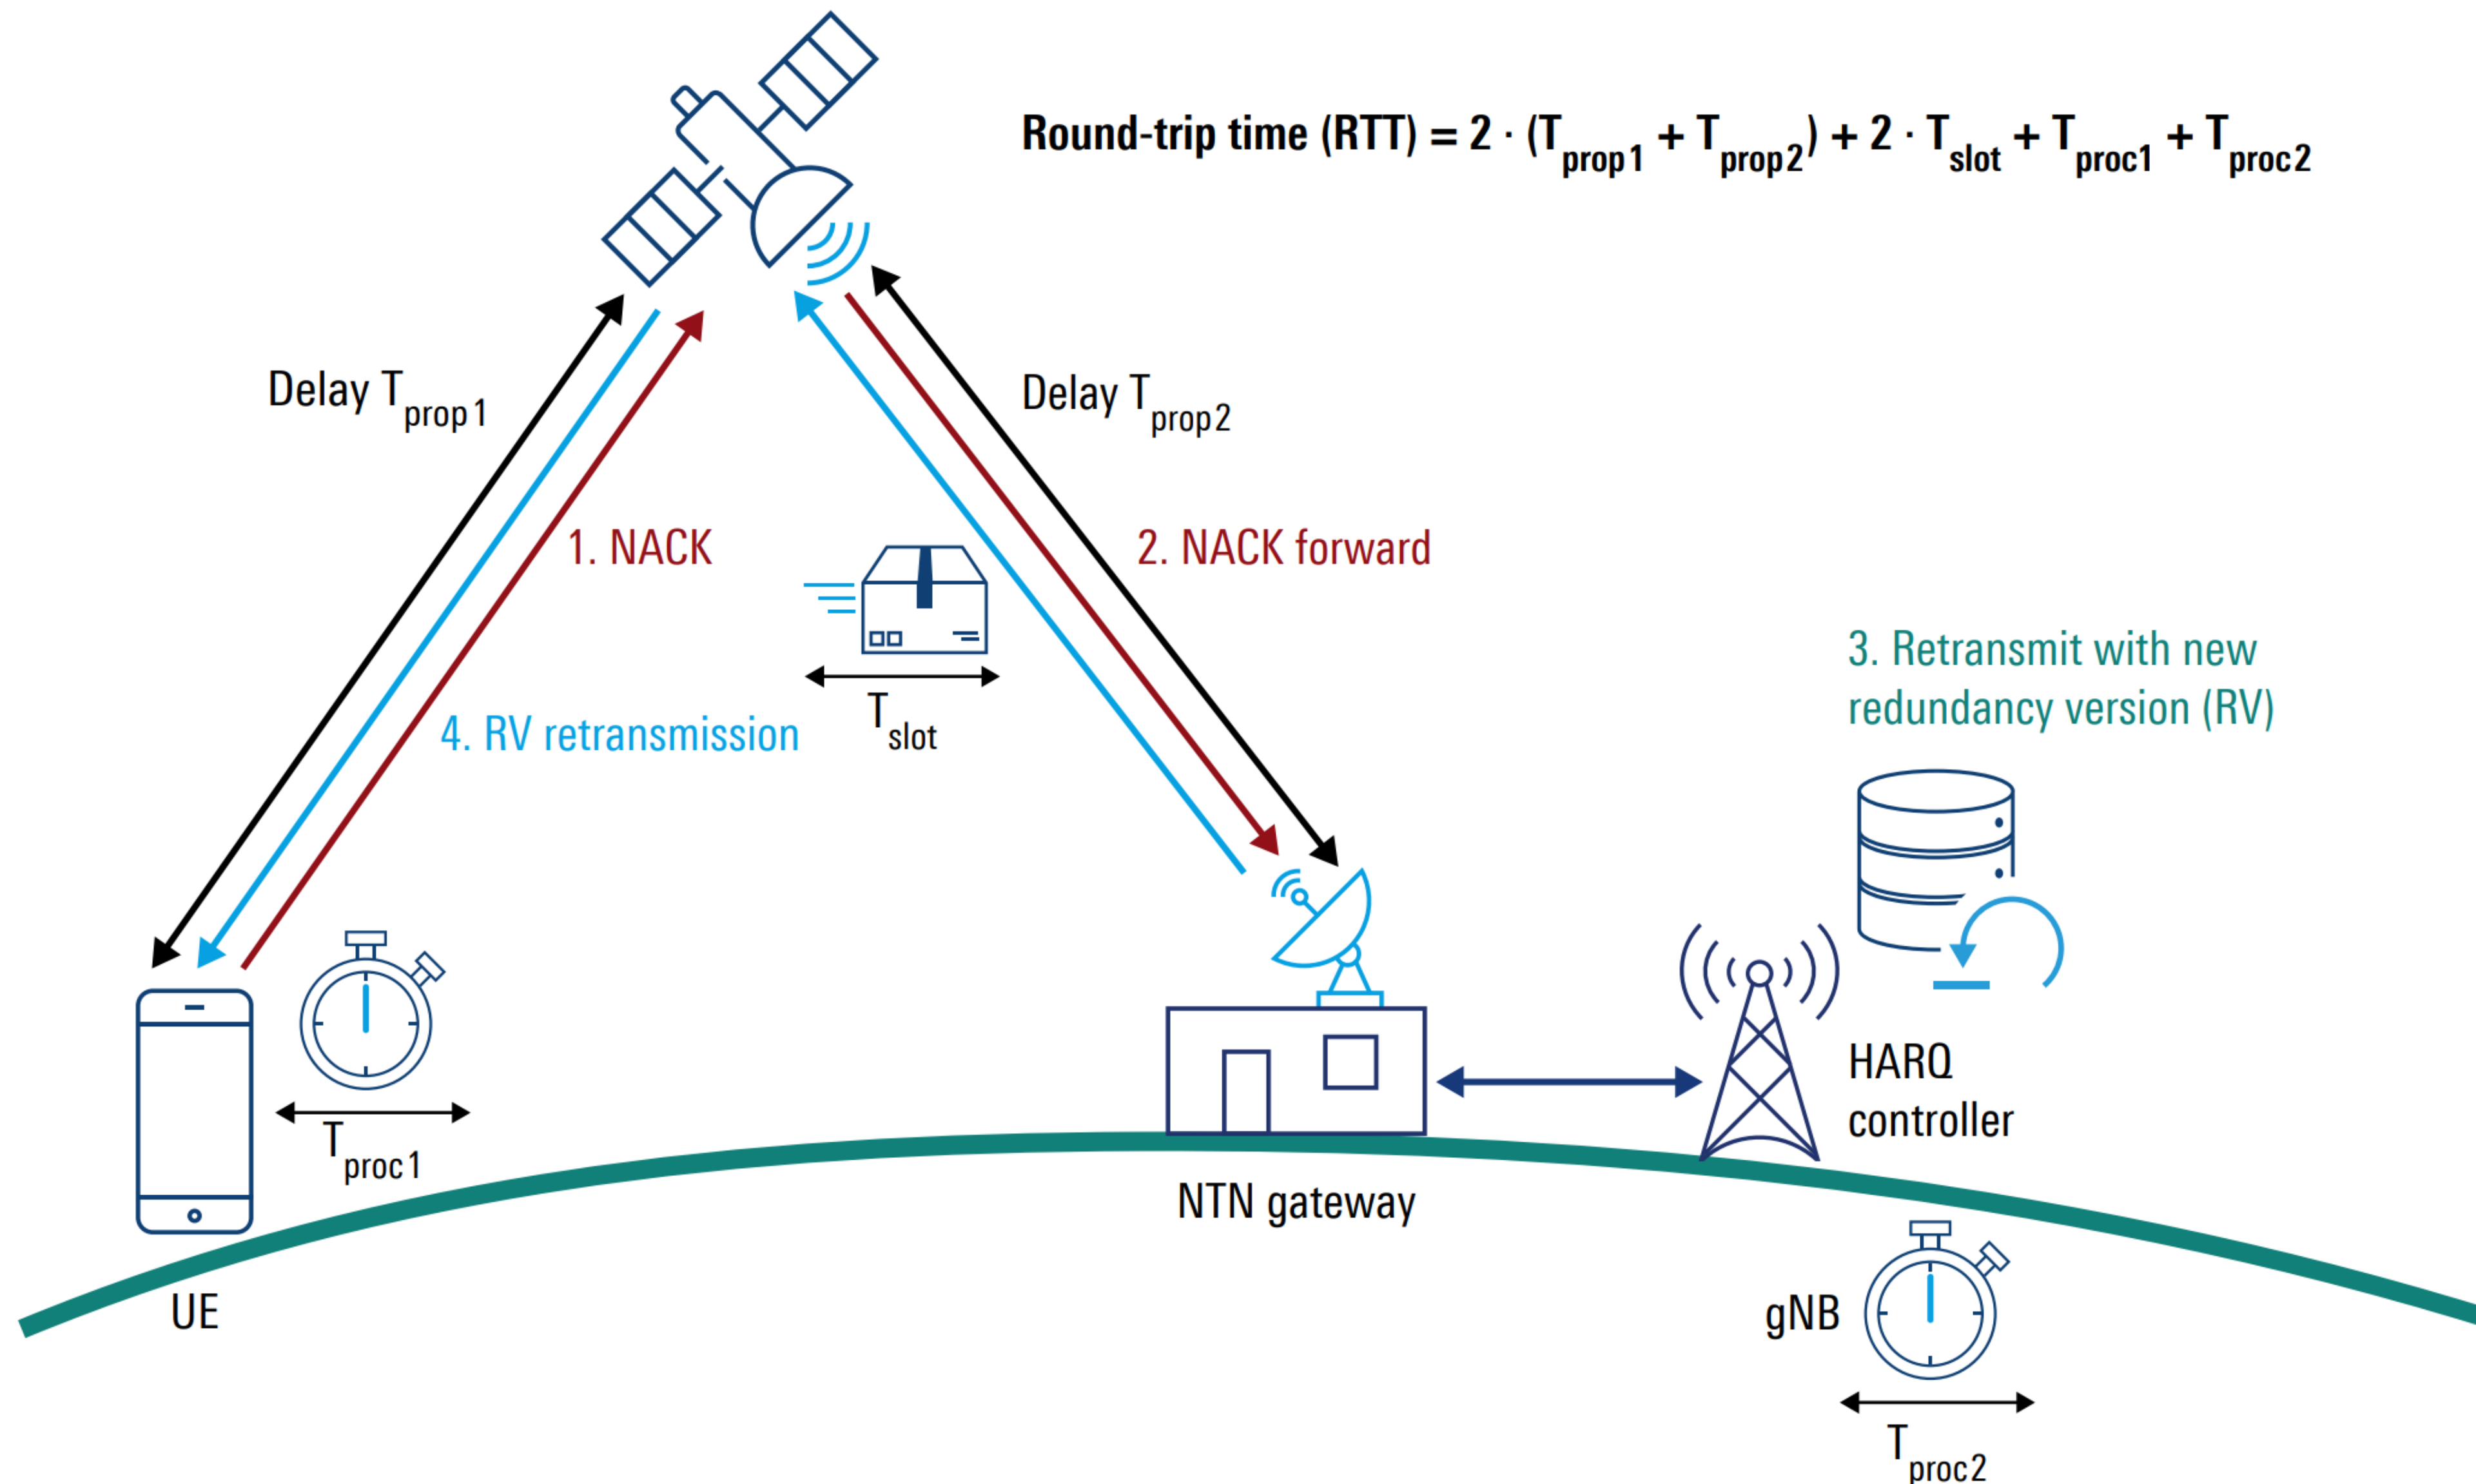 Round-trip time (RTT) = 2 · (Tprop1 + Tprop2) + 2 · Tslot + Tproc1 + Tproc2
Delay Tprop1
Delay Tprop2
1. NACK
2. NACK forward
3. Retransmit with new
redundancy version (RV)
4. RV retransmission
Tslot
HARQ
controller
Tproc1
NTN gateway
UE
gNB
Tproc2